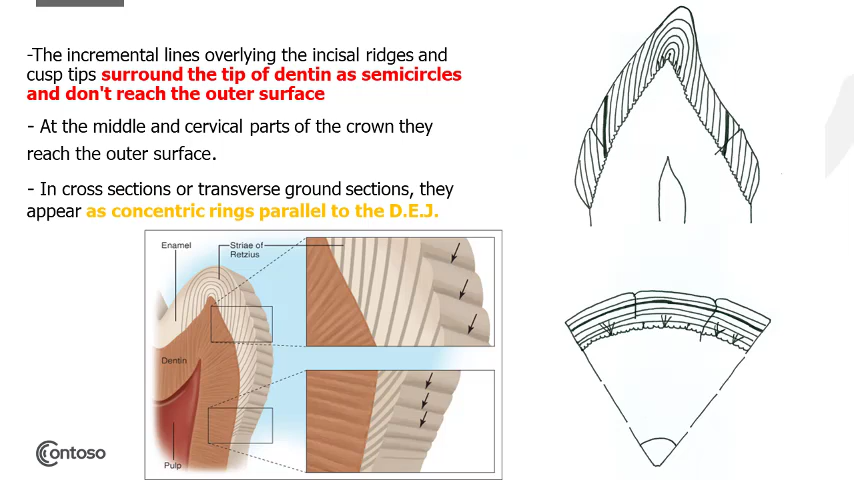 -The incremental lines overlying the incisal ridges and
cusp tips surround the tip of dentin as semicircles
and don't reach the outer surface
- At the middle and cervical parts of the crown they
reach the outer surface.
- In cross sections or transverse ground sections, they
appear as concentric rings parallel to the D.E.J.
Enamel
Striae of
Retzius
Dentin
Pulp
Contoso